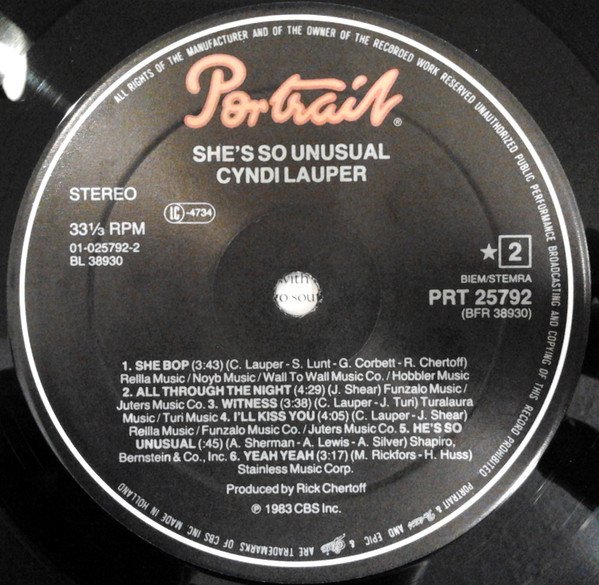 ALL RIGHTS OF THE MANUFACTURER AND OF THE OWNER OF THE RECORDED WORK RESERVED UNAUTHORIZED PUBLIC PERFORMANCE BROADCASTING AND COPYING OF THIS RECORD PROHIBITED
Portrait®
SHE'S SO UNUSUAL
CYNDI LAUPER
STEREO
LC-4734
33⅓ RPM
01-025792-2
BL 38930
★2
BIEM/STEMRA
PRT 25792
(BFR 38930)
with
o sou
1. SHE BOP (3:43) (C. Lauper - S. Lunt - G. Corbett - R. Chertoff)
Reilla Music / Noyb Music / Wall To Wall Music Co. / Hobbler Music
2. ALL THROUGH THE NIGHT (4:29) (J. Shear) Funzalo Music /
Juters Music Co. 3. WITNESS (3:38) (C. Lauper - J. Turi) Turalaura
Music / Turi Music 4. I'LL KISS YOU (4:05) (C. Lauper - J. Shear)
Reilla Music / Funzalo Music Co. / Juters Music Co. 5. HE'S SO
UNUSUAL (:45) (A. Sherman - A. Lewis - A. Silver) Shapiro,
Bernstein & Co., Inc. 6. YEAH YEAH (3:17) (M. Rickfors - H. Huss)
Stainless Music Corp.
Produced by Rick Chertoff
℗ 1983 CBS Inc.
PORTRAIT & Portrait AND EPIC & Epic ARE TRADEMARKS OF CBS INC. MADE IN HOLLAND